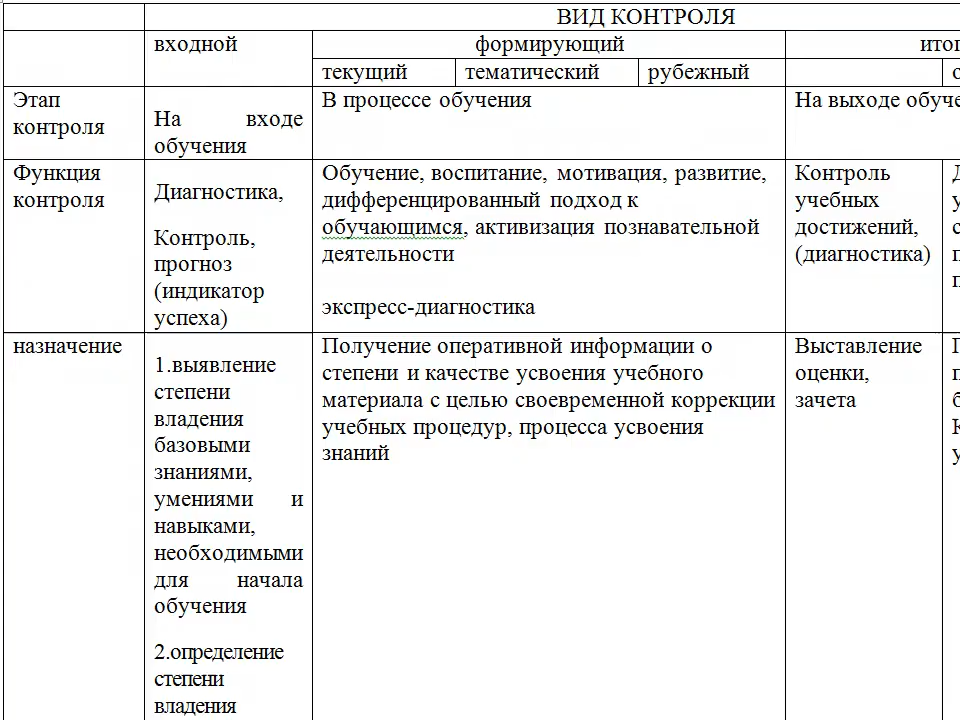 ВИД КОНТРОЛЯ
входной
формирующий
текущий
тематический
рубежный
Этап
контроля
На входе
обучения
В процессе обучения
На выходе
Функция
контроля
Диагностика,
Контроль,
прогноз
(индикатор
успеха)
Обучение, воспитание, мотивация, развитие,
дифференцированный подход к
обучающимся, активизация познавательной
деятельности
экспресс-диагностика
Контроль
учебных
достижений,
(диагностика)
назначение
1.выявление
степени
владения
базовыми
знаниями,
умениями и
навыками,
необходимыми
для начала
обучения
2.определение
степени
владения
Получение оперативной информации о
степени и качестве усвоения учебного
материала с целью своевременной коррекции
учебных процедур, процесса усвоения
знаний
Выставление
оценки,
зачета